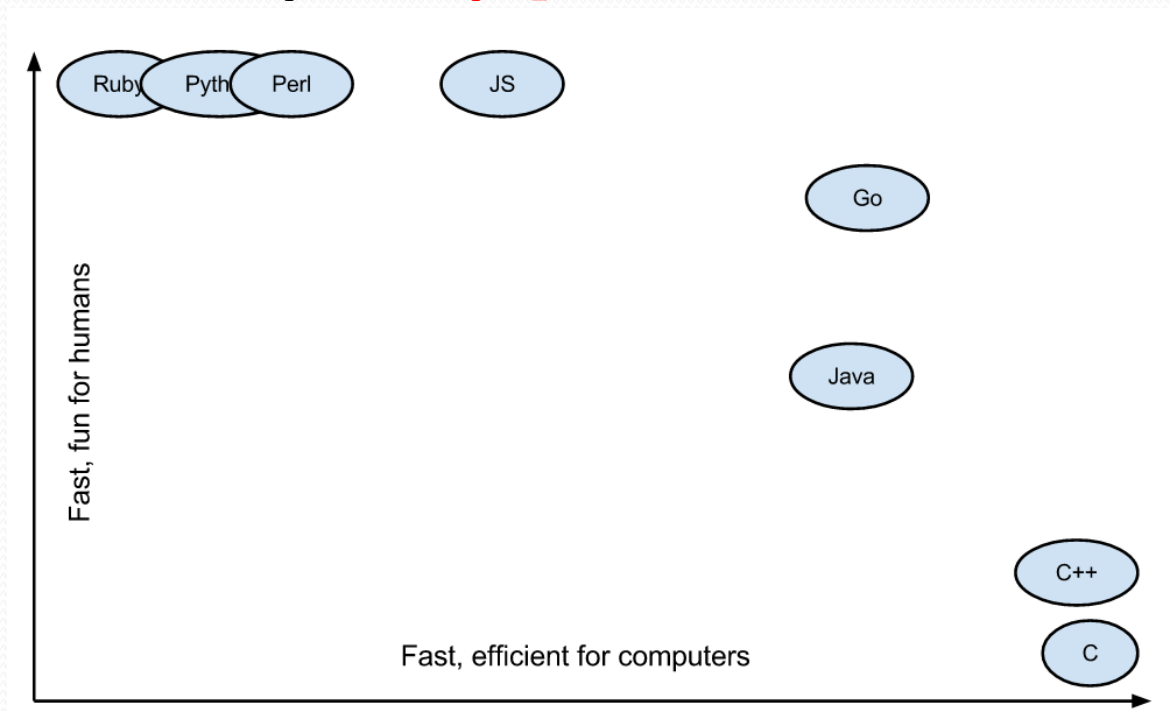 Ruby
Pyth
Perl
JS
Go
Fast, fun for humans
Java
C++
Fast, efficient for computers
C